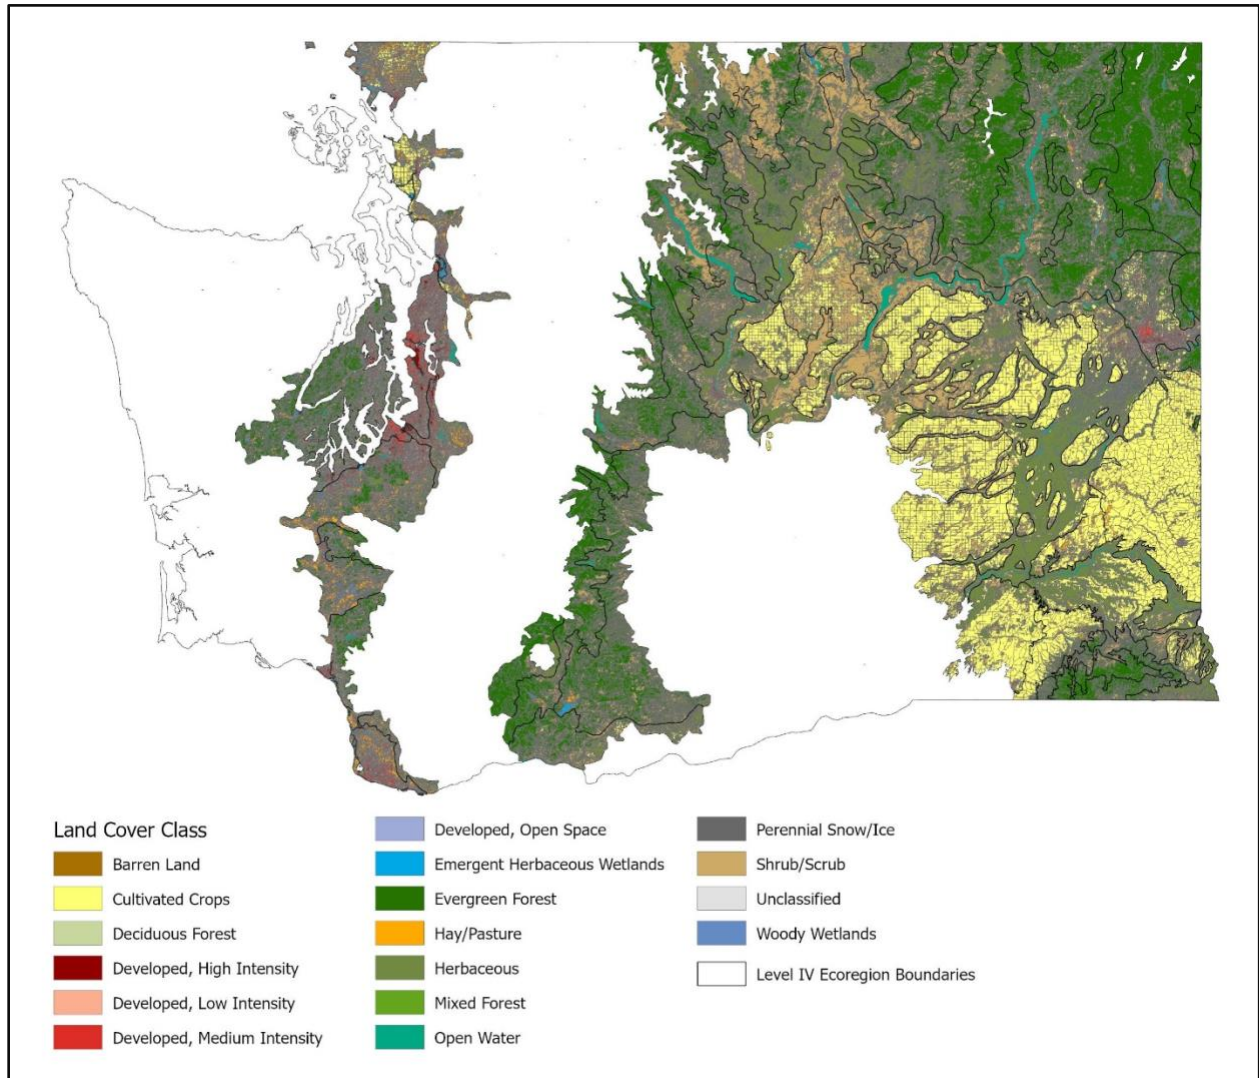 Land Cover Class
Barren Land
Cultivated Crops
Deciduous Forest
Developed, High Intensity
Developed, Low Intensity
Developed, Medium Intensity
Developed, Open Space
Emergent Herbaceous Wetlands
Evergreen Forest
Hay/Pasture
Herbaceous
Mixed Forest
Open Water
Perennial Snow/Ice
Shrub/Scrub
Unclassified
Woody Wetlands
Level IV Ecoregion Boundaries